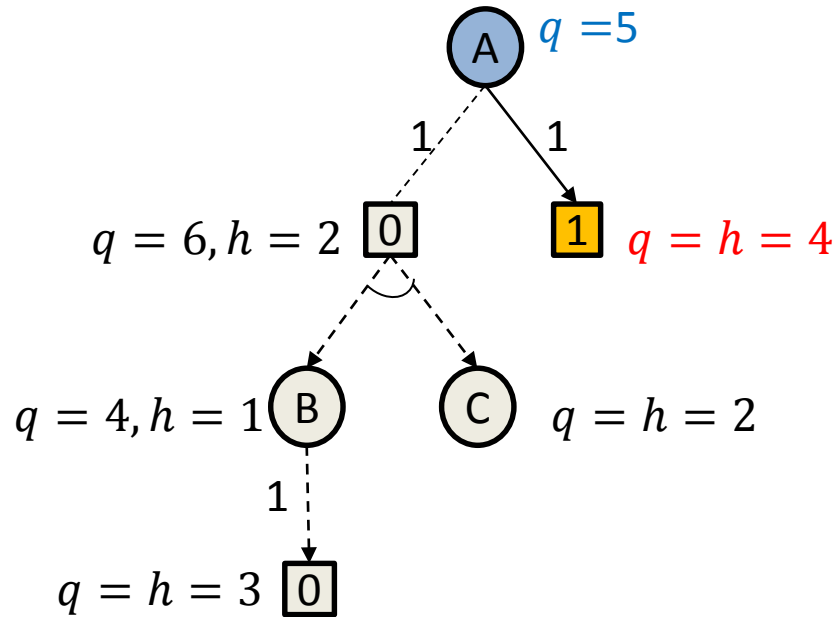 A
q =5
1
1
q = 6, h = 2
0
1
q = h = 4
q = 4, h = 1
B
C
q = h = 2
1
q = h = 3
0